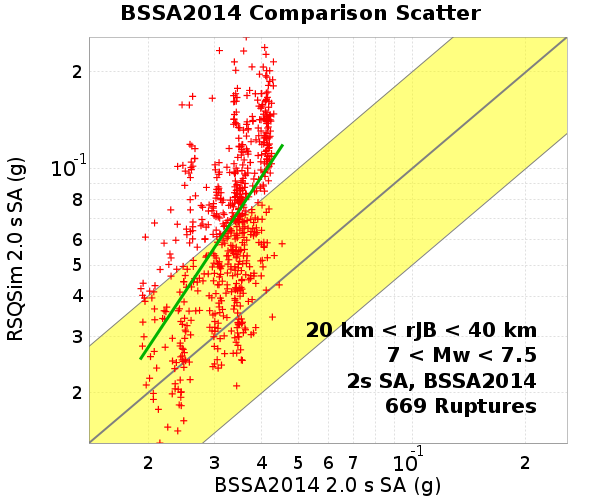 BSSA2014 Comparison Scatter
RSQSim 2.0 s SA (g)
2
10-1
8
6
5
4
3
2
20 km < rJB < 40 km
7 < Mw < 7.5
2s SA, BSSA2014
669 Ruptures
2 3 4 5 6 7 10-1 2
BSSA2014 2.0 s SA (g)